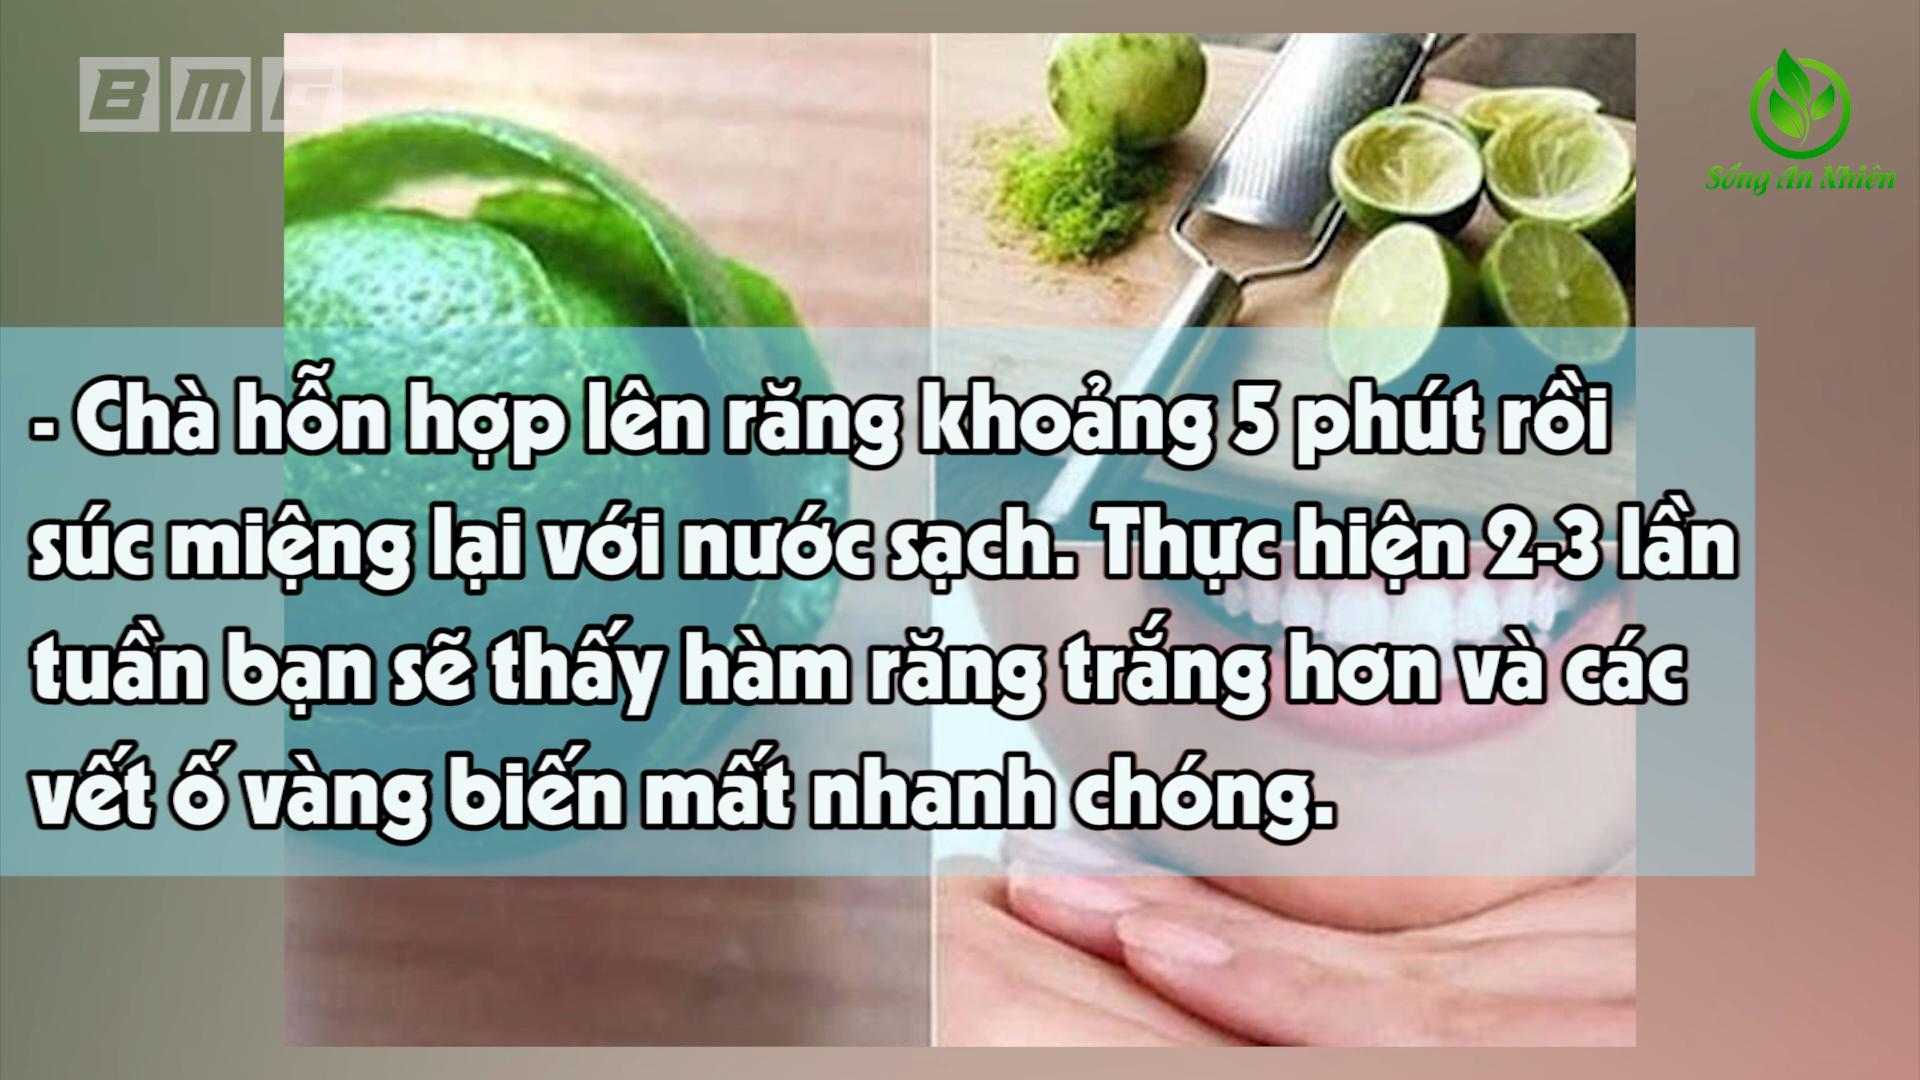 BMG
Sống An Nhiên
- Chà hỗn hợp lên răng khoảng 5 phút rồi
súc miệng lại với nước sạch. Thực hiện 2-3 lần
tuần bạn sẽ thấy hàm răng trắng hơn và các
vết ố vàng biến mất nhanh chóng.